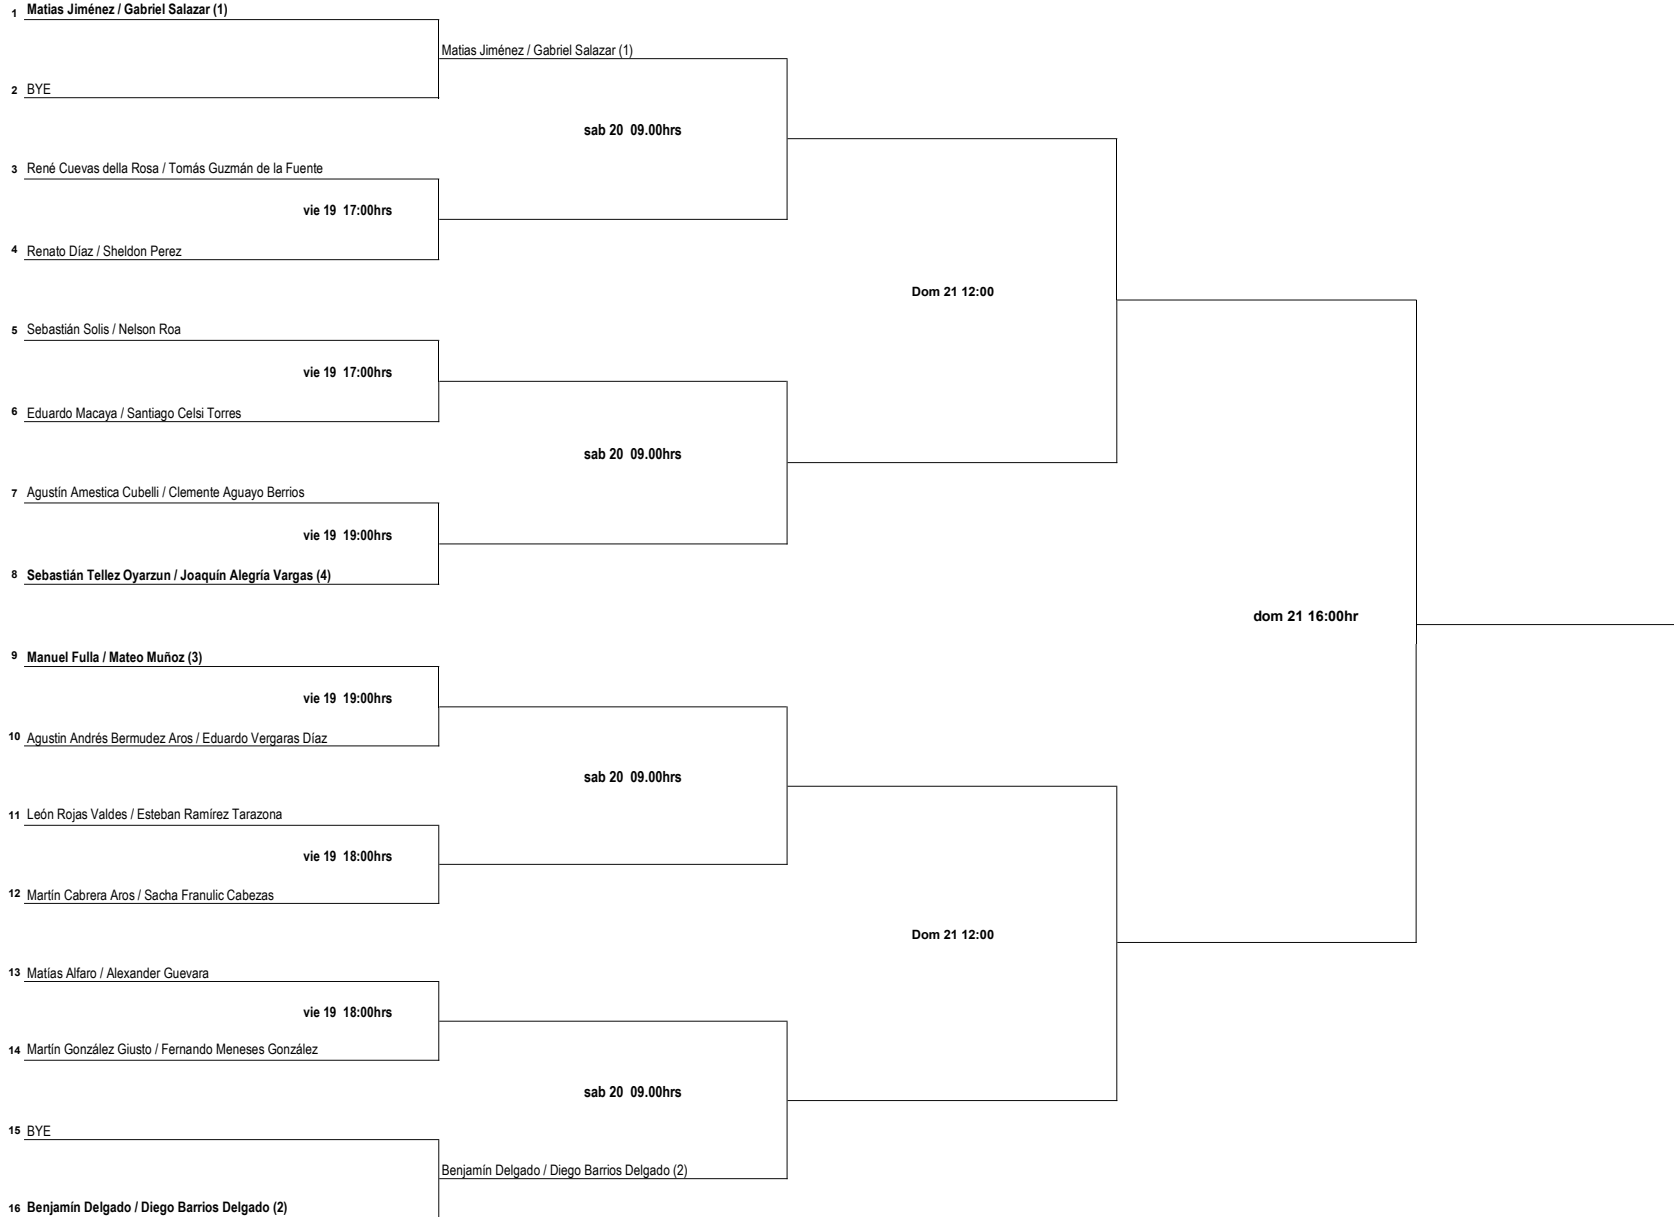 1 Matias Jiménez / Gabriel Salazar (1)
Matias Jiménez / Gabriel Salazar (1)
2 BYE
sab 20 09.00hrs
3 René Cuevas della Rosa / Tomás Guzmán de la Fuente
vie 19 17:00hrs
4 Renato Díaz / Sheldon Perez
Dom 21 12:00
5 Sebastián Solis / Nelson Roa
vie 19 17:00hrs
6 Eduardo Macaya / Santiago Celsi Torres
sab 20 09.00hrs
7 Agustín Amestica Cubelli / Clemente Aguayo Berrios
vie 19 19:00hrs
8 Sebastián Tellez Oyarzun / Joaquín Alegría Vargas (4)
dom 21 16:00hr
9 Manuel Fulla / Mateo Muñoz (3)
vie 19 19:00hrs
10 Agustin Andrés Bermudez Aros / Eduardo Vergaras Díaz
sab 20 09.00hrs
11 León Rojas Valdes / Esteban Ramírez Tarazona
vie 19 18:00hrs
12 Martín Cabrera Aros / Sacha Franulic Cabezas
Dom 21 12:00
13 Matías Alfaro / Alexander Guevara
vie 19 18:00hrs
14 Martín González Giusto / Fernando Meneses González
sab 20 09.00hrs
15 BYE
Benjamín Delgado / Diego Barrios Delgado (2)
16 Benjamín Delgado / Diego Barrios Delgado (2)